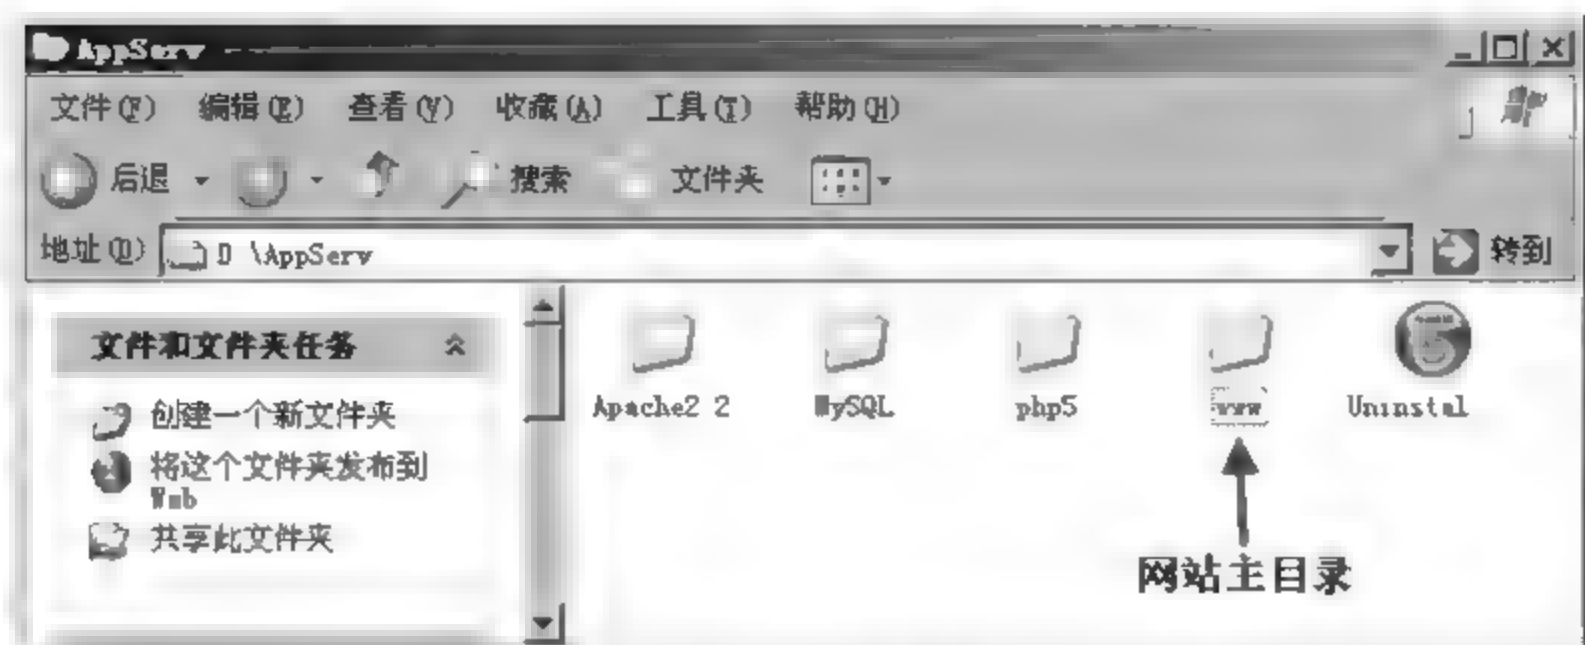 AppServ
文件(F) 编辑(E) 查看(V) 收藏(A) 工具(T) 帮助(H)
后退 搜索 文件夹
地址(D) D \AppServ 转到
文件和文件夹任务
创建一个新文件夹
将这个文件夹发布到
Web
共享此文件夹
Apache2 2 MySQL php5 www Uninstal
网站主目录